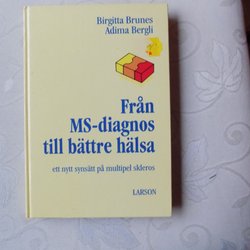 Birgitta Brunes
Adima Bergli
Från
MS-diagnos
till bättre hälsa
ett nytt synsätt på multipel skleros
LARSON